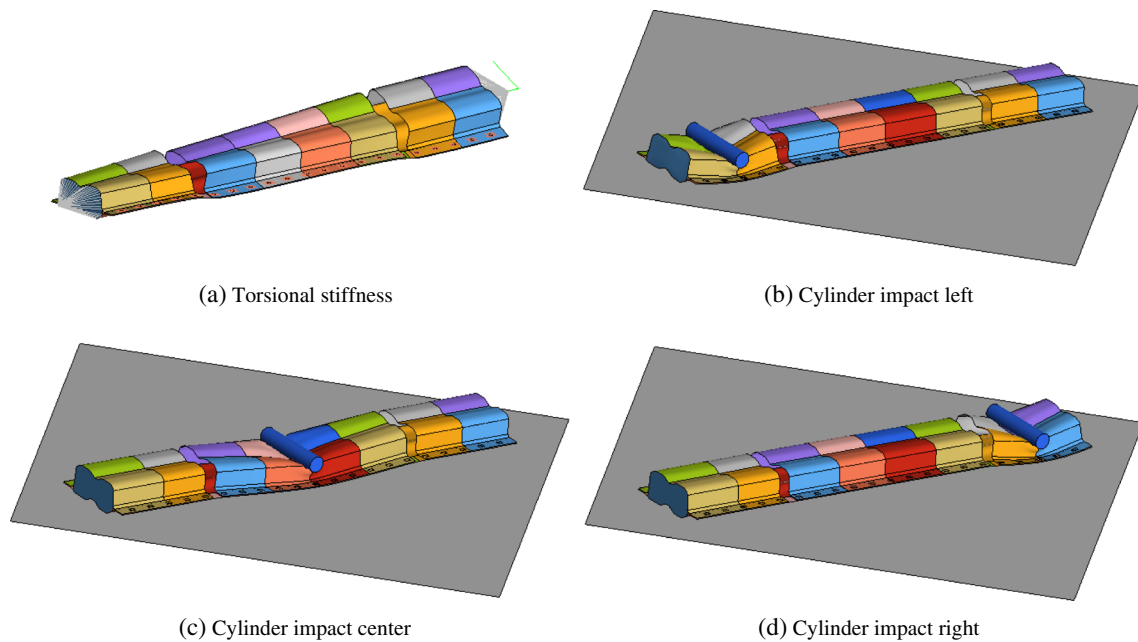 (a) Torsional stiffness
(b) Cylinder impact left
(c) Cylinder impact center
(d) Cylinder impact right